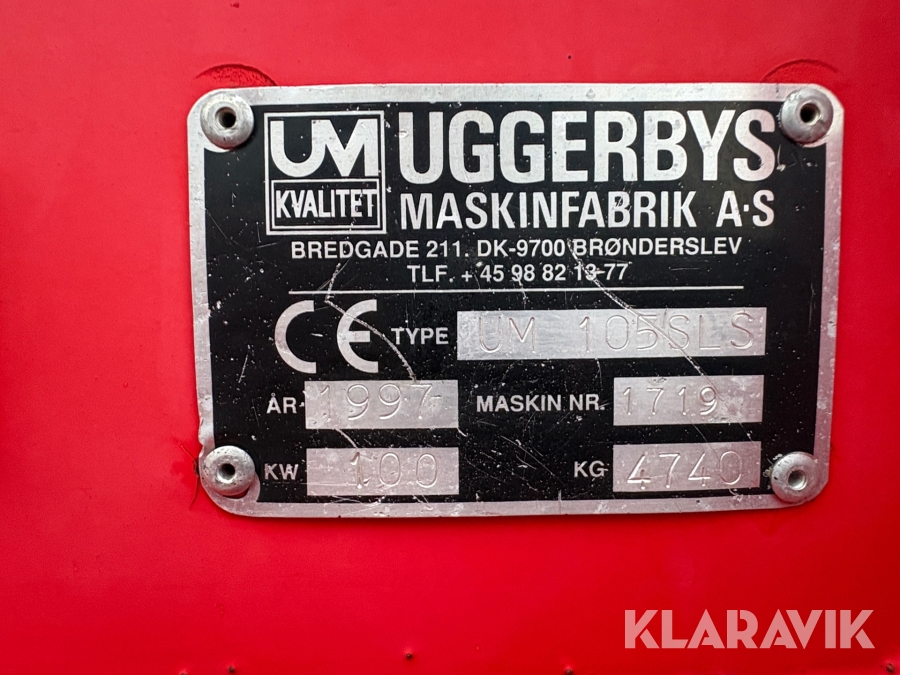 UM
KVALITET
UGGERBYS
MASKINFABRIK A·S
BREDGADE 211. DK-9700 BRØNDERSLEV
TLF. + 45 98 82 13 77
CE TYPE UM 105SLS
ÅR 1997 MASKIN NR. 1719
KW 100 KG 4740
KLARAVIK